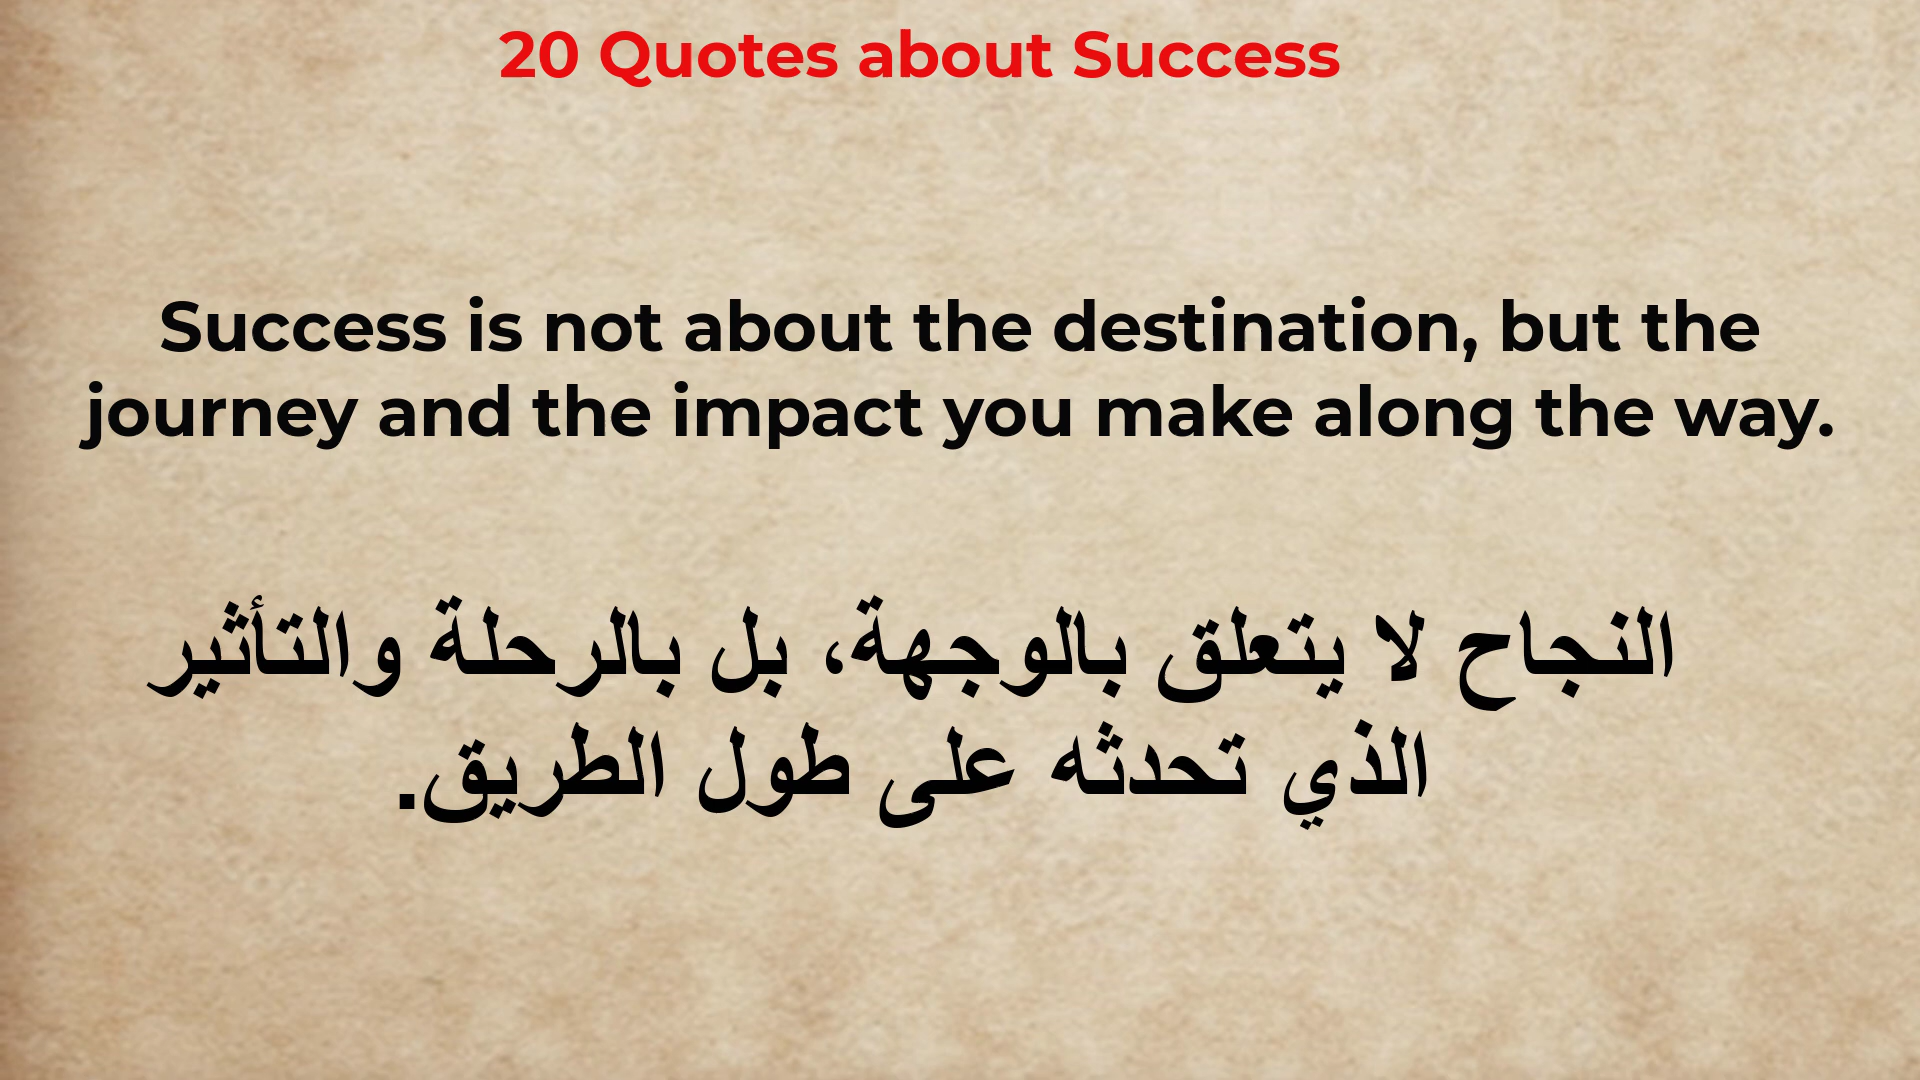 20 Quotes about Success
Success is not about the destination, but the
journey and the impact you make along the way.
النجاح لا يتعلق بالوجهة، بل بالرحلة والتأثير
الذي تحدثه على طول الطريق.